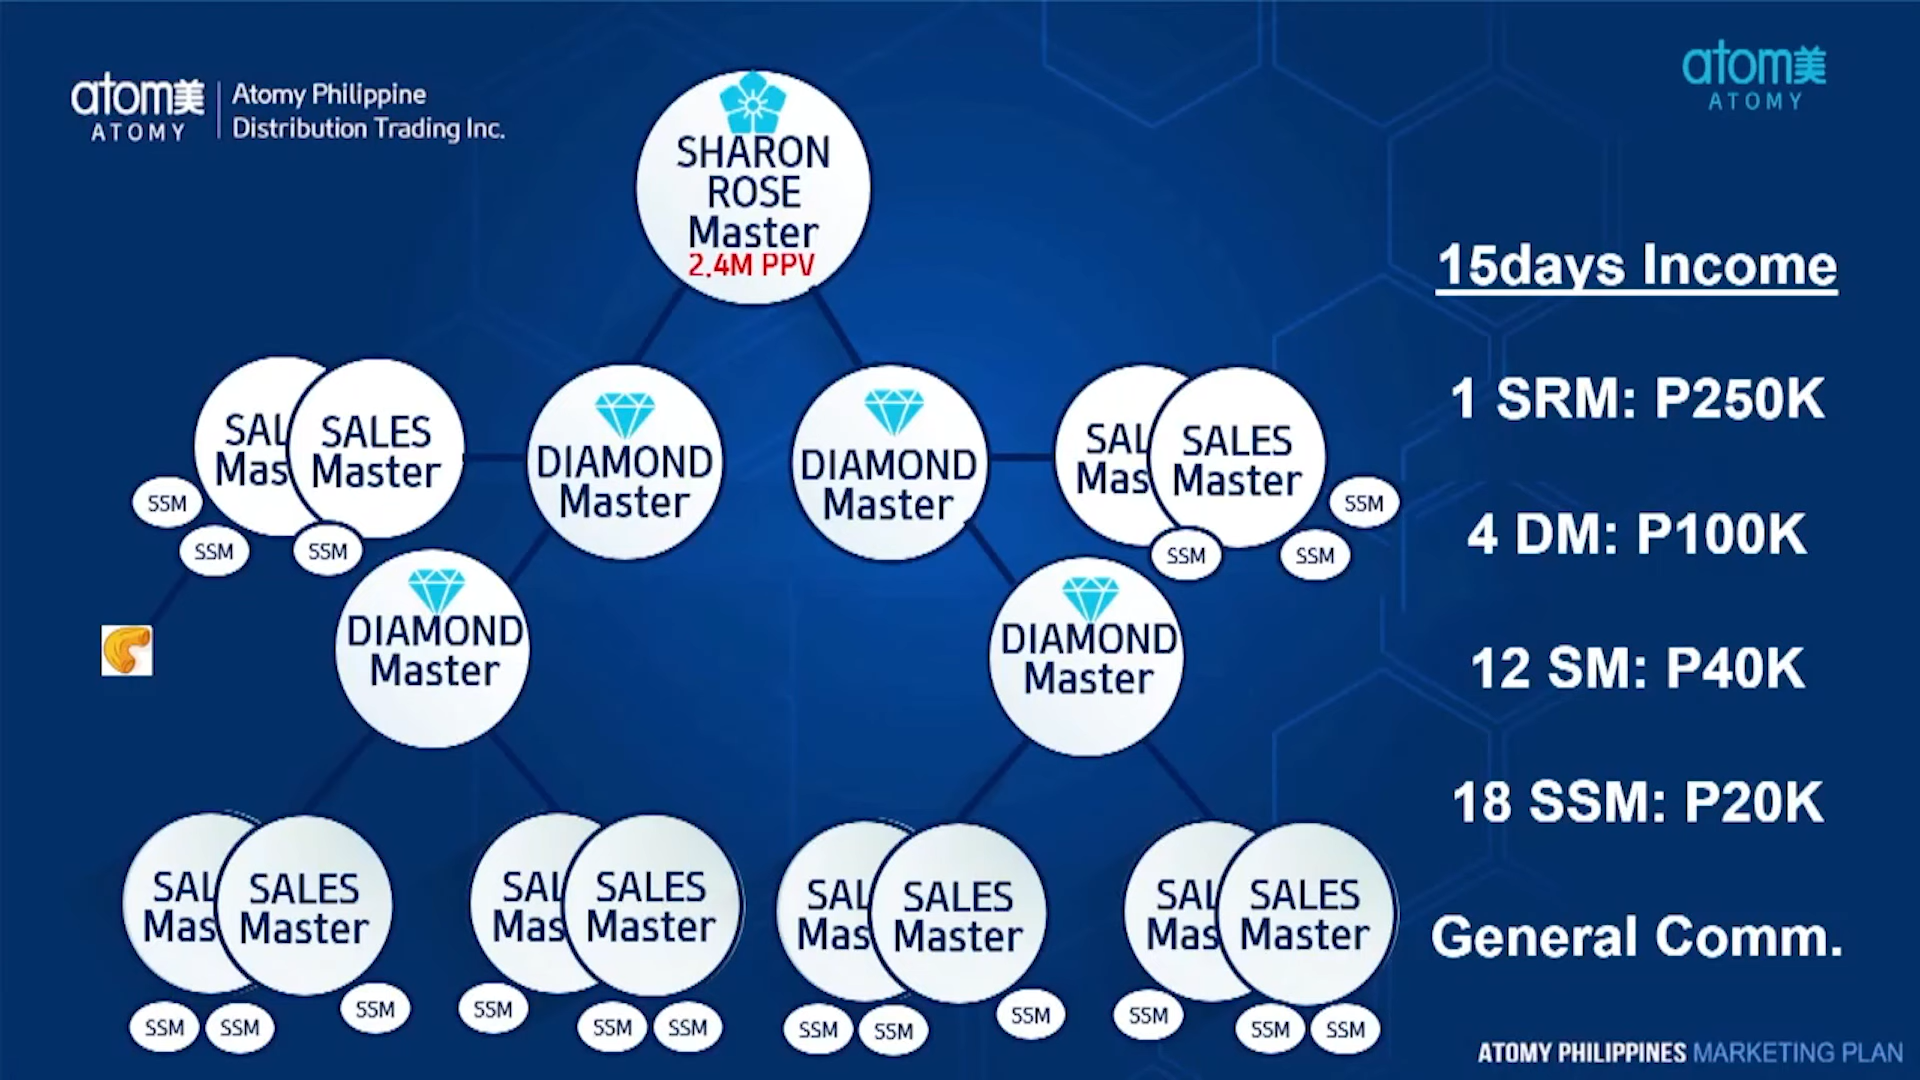 atom美
ATOMY
Atomy Philippine
Distribution Trading Inc.
atom美
ATOMY
SHARON
ROSE
Master
2.4M PPV
15days Income
1 SRM: P250K
4 DM: P100K
12 SM: P40K
18 SSM: P20K
General Comm.
SAL
Mas
SALES
Master
SSM
SSM
SSM
DIAMOND
Master
DIAMOND
Master
SAL
Mas
SALES
Master
SSM
SSM
SSM
DIAMOND
Master
DIAMOND
Master
SAL
Mas
SALES
Master
SSM
SSM
SSM
SAL
Mas
SALES
Master
SSM
SSM
SSM
SAL
Mas
SALES
Master
SSM
SSM
SSM
SAL
Mas
SALES
Master
SSM
SSM
SSM
ATOMY PHILIPPINES MARKETING PLAN